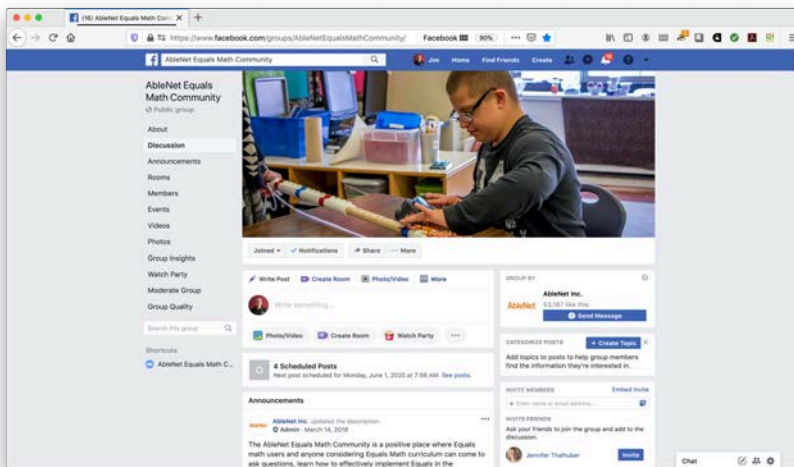 (16) AbleNet Equals Math Com
https://www.facebook.com/groups/AbleNetEqualsMathCommunity/
Facebook
90%
AbleNet Equals Math Community
Jim
Home
Find Friends
Create
AbleNet Equals
Math Community
Public group
About
Discussion
Announcements
Rooms
Members
Events
Videos
Photos
Group Insights
Watch Party
Moderate Group
Group Quality
Search this group
Shortcuts
AbleNet Equals Math C...
Joined
Notifications
Share
More
Write Post
Create Room
Photo/Video
More
Write something...
Photo/Video
Create Room
Watch Party
4 Scheduled Posts
Next post scheduled for Monday, June 1, 2020 at 7:56 AM. See posts.
Announcements
AbleNet Inc. updated the description.
Admin · March 14, 2018
The AbleNet Equals Math Community is a positive place where Equals
math users and anyone considering Equals Math curriculum can come to
ask questions, learn how to effectively implement Equals in the
GROUP BY
AbleNet
AbleNet Inc.
like this
Send Message
CATEGORIZE POSTS
+ Create Topic
Add topics to posts to help group members
find the information they're interested in.
INVITE MEMBERS
Embed Invite
+ Enter name or email address...
INVITE FRIENDS
Ask your friends to join the group and add to the
discussion.
Jennifer Thalhuber
Invite
Chat